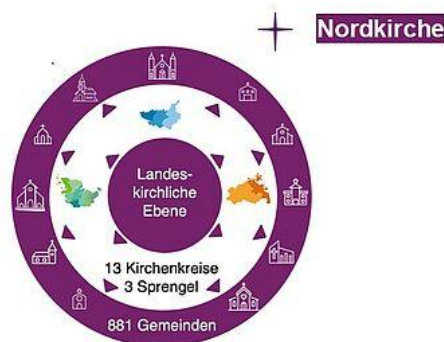 Nordkirche
Landes-
kirchliche
Ebene
13 Kirchenkreise
3 Sprengel
881 Gemeinden